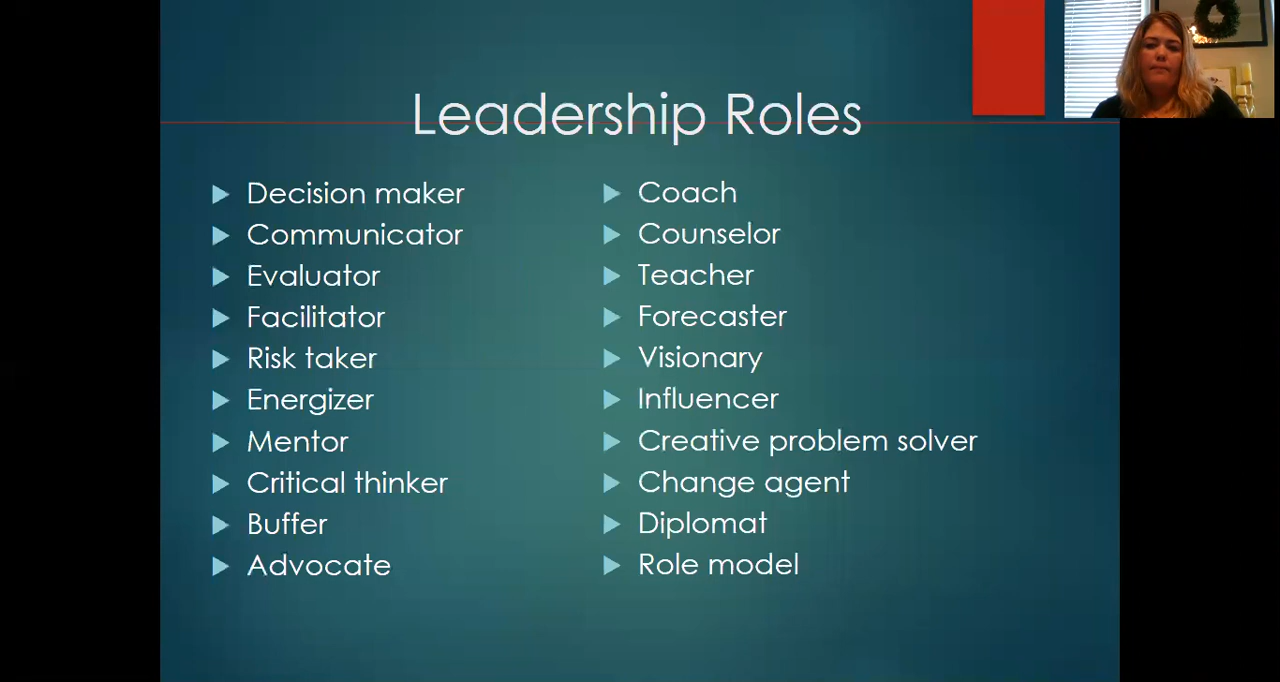 Leadership Roles
Decision maker
Communicator
Evaluator
Facilitator
Risk taker
Energizer
Mentor
Critical thinker
Buffer
Advocate
Coach
Counselor
Teacher
Forecaster
Visionary
Influencer
Creative problem solver
Change agent
Diplomat
Role model